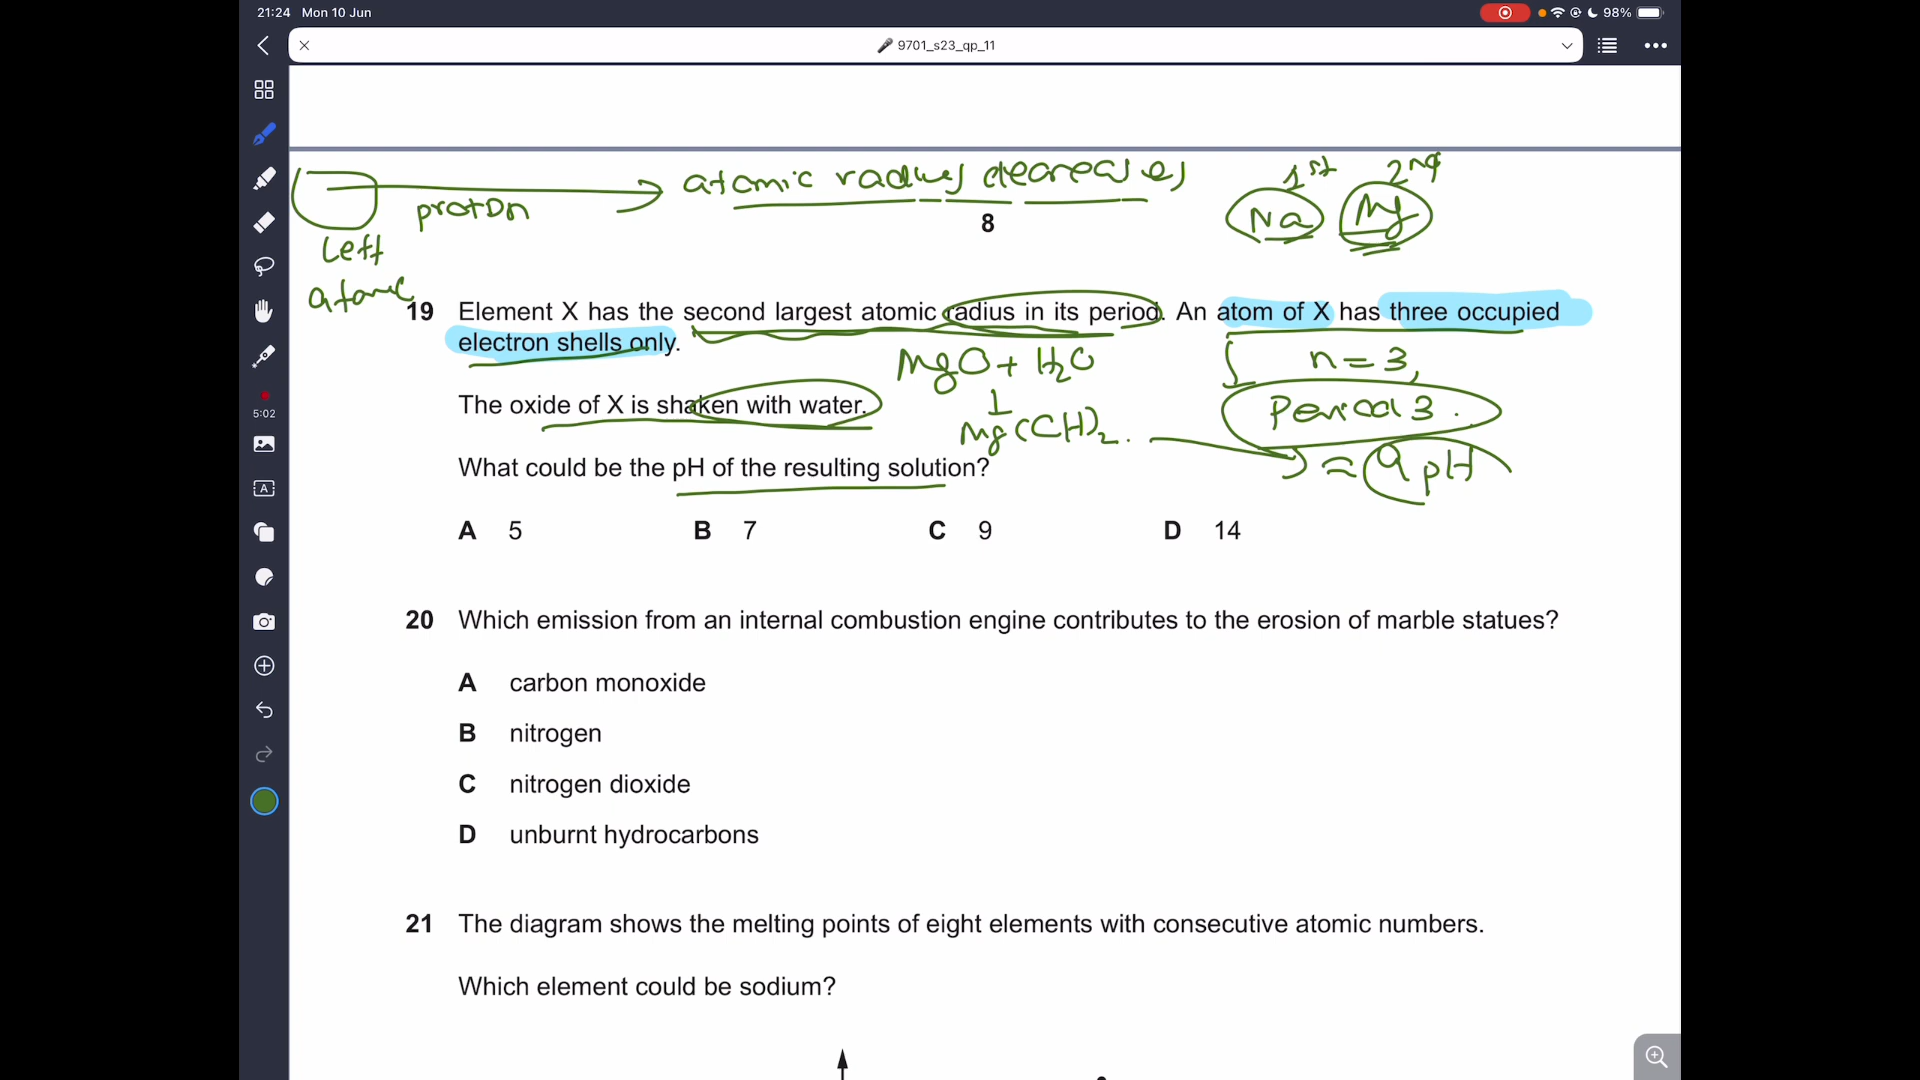 21:24 Mon 10 Jun
98%
9701_s23_qp_11
atomic radius decreases
1st
2nd
proton
Na
Mg
8
Left
atomic
19 Element X has the second largest atomic radius in its period. An atom of X has three occupied
electron shells only.
MgO + H2O
n = 3,
The oxide of X is shaken with water.
Period 3.
Mg(OH)2.
5:02
What could be the pH of the resulting solution?
≈ 9 pH
A 5 B 7 C 9 D 14
20 Which emission from an internal combustion engine contributes to the erosion of marble statues?
A carbon monoxide
B nitrogen
C nitrogen dioxide
D unburnt hydrocarbons
21 The diagram shows the melting points of eight elements with consecutive atomic numbers.
Which element could be sodium?